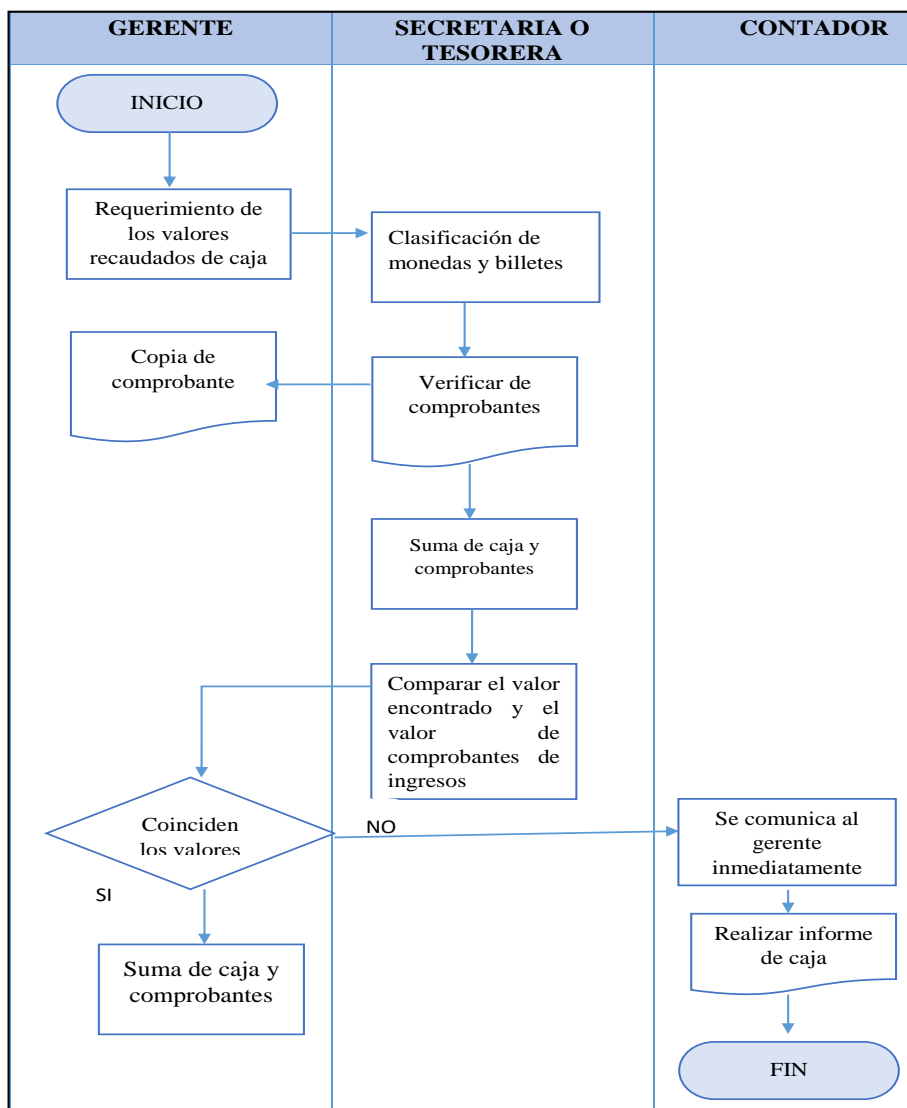 GERENTE
SECRETARIA O
TESORERA
CONTADOR
INICIO
Requerimiento de
los valores
recaudados de caja
Clasificación de
monedas y billetes
Copia de
comprobante
Verificar de
comprobantes
Suma de caja y
comprobantes
Comparar el valor
encontrado y el
valor de
comprobantes de
ingresos
Coinciden
los valores
NO
Se comunica al
gerente
inmediatamente
SI
Suma de caja y
comprobantes
Realizar informe
de caja
FIN